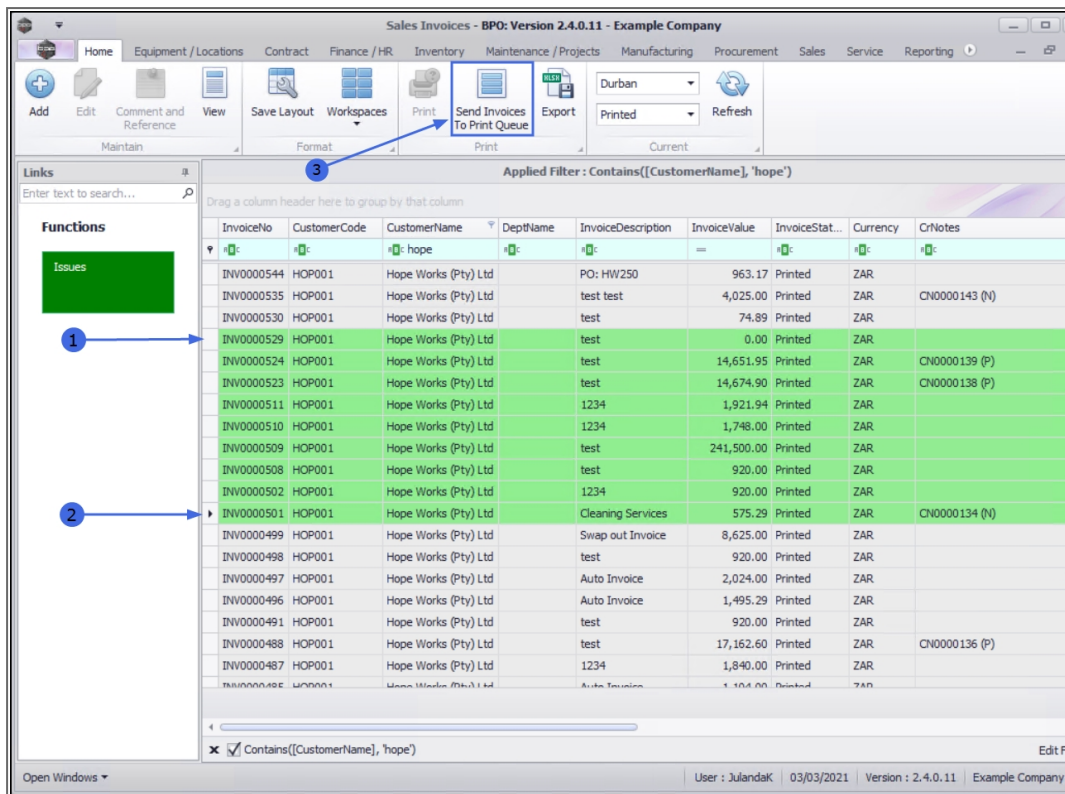 Sales Invoices - BPO: Version 2.4.0.11 - Example Company
Home Equipment / Locations Contract Finance / HR Inventory Maintenance / Projects Manufacturing Procurement Sales Service Reporting
Add Edit Comment and Reference View Save Layout Workspaces Print Send Invoices To Print Queue Export Durban Printed Refresh
Maintain Format Print Current
3
Links
Enter text to search...
Functions
Issues
1
2
Applied Filter : Contains([CustomerName], 'hope')
Drag a column header here to group by that column
InvoiceNo CustomerCode CustomerName DeptName InvoiceDescription InvoiceValue InvoiceStat... Currency CrNotes
hope =
INV0000544 HOP001 Hope Works (Pty) Ltd PO: HW250 963.17 Printed ZAR
INV0000535 HOP001 Hope Works (Pty) Ltd test test 4,025.00 Printed ZAR CN0000143 (N)
INV0000530 HOP001 Hope Works (Pty) Ltd test 74.89 Printed ZAR
INV0000529 HOP001 Hope Works (Pty) Ltd test 0.00 Printed ZAR
INV0000524 HOP001 Hope Works (Pty) Ltd test 14,651.95 Printed ZAR CN0000139 (P)
INV0000523 HOP001 Hope Works (Pty) Ltd test 14,674.90 Printed ZAR CN0000138 (P)
INV0000511 HOP001 Hope Works (Pty) Ltd 1234 1,921.94 Printed ZAR
INV0000510 HOP001 Hope Works (Pty) Ltd 1234 1,748.00 Printed ZAR
INV0000509 HOP001 Hope Works (Pty) Ltd test 241,500.00 Printed ZAR
INV0000508 HOP001 Hope Works (Pty) Ltd test 920.00 Printed ZAR
INV0000502 HOP001 Hope Works (Pty) Ltd 1234 920.00 Printed ZAR
INV0000501 HOP001 Hope Works (Pty) Ltd Cleaning Services 575.29 Printed ZAR CN0000134 (N)
INV0000499 HOP001 Hope Works (Pty) Ltd Swap out Invoice 8,625.00 Printed ZAR
INV0000498 HOP001 Hope Works (Pty) Ltd test 920.00 Printed ZAR
INV0000497 HOP001 Hope Works (Pty) Ltd Auto Invoice 2,024.00 Printed ZAR
INV0000496 HOP001 Hope Works (Pty) Ltd Auto Invoice 1,495.29 Printed ZAR
INV0000491 HOP001 Hope Works (Pty) Ltd test 920.00 Printed ZAR
INV0000488 HOP001 Hope Works (Pty) Ltd test 17,162.60 Printed ZAR CN0000136 (P)
INV0000487 HOP001 Hope Works (Pty) Ltd 1234 1,840.00 Printed ZAR
Contains([CustomerName], 'hope')
Edit F
Open Windows User : JulandaK 03/03/2021 Version : 2.4.0.11 Example Company